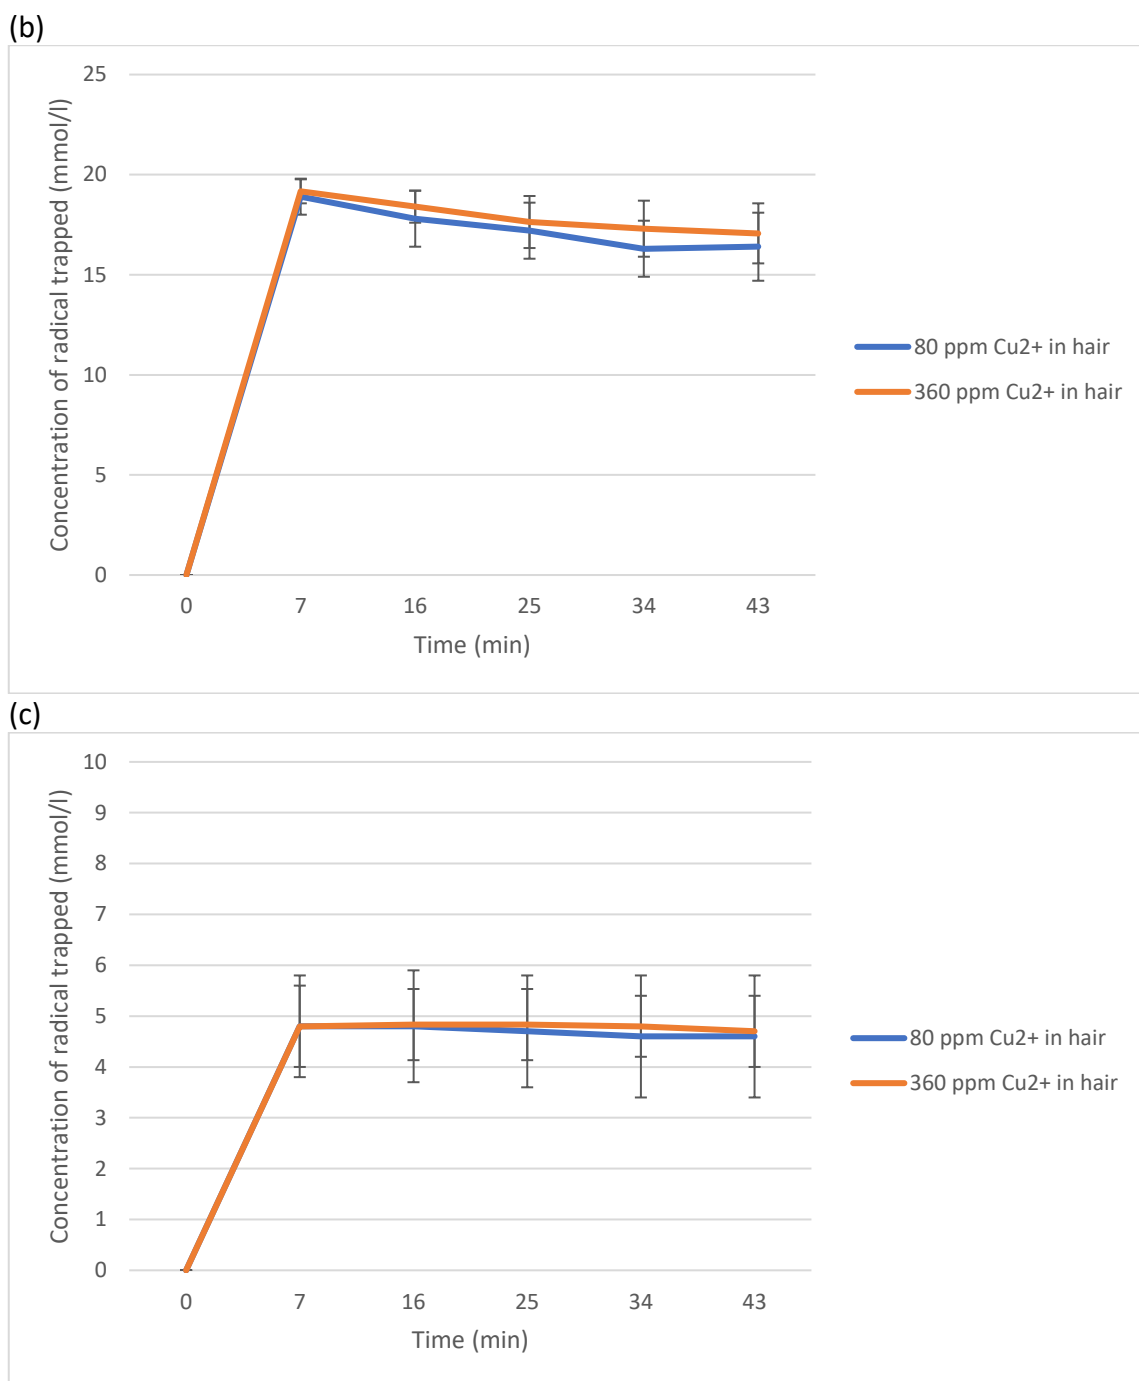 (b)
Concentration of radical trapped (mmol/l)
25
20
15
10
5
0
0 7 16 25 34 43
Time (min)
80 ppm Cu2+ in hair
360 ppm Cu2+ in hair
(c)
Concentration of radical trapped (mmol/l)
10
9
8
7
6
5
4
3
2
1
0
0 7 16 25 34 43
Time (min)
80 ppm Cu2+ in hair
360 ppm Cu2+ in hair